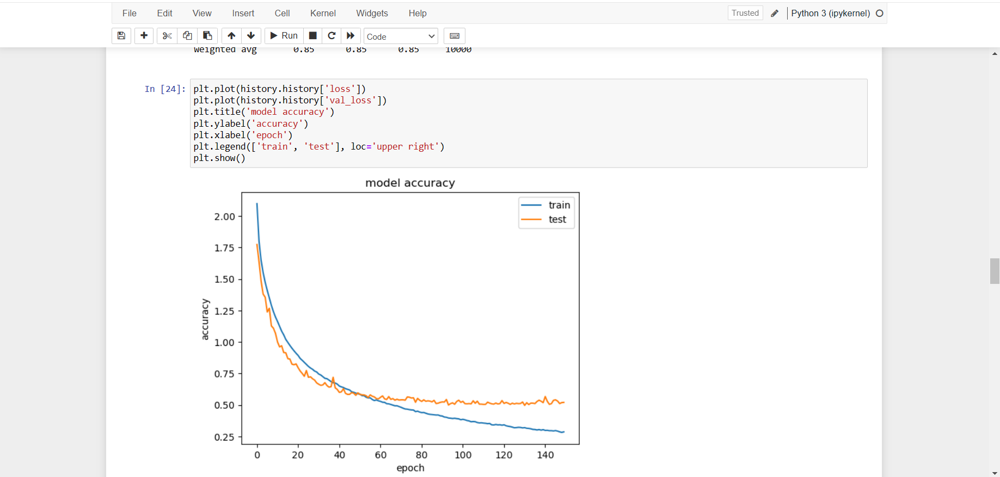 File Edit View Insert Cell Kernel Widgets Help Trusted Python 3 (ipykernel)
Run Code
weighted avg 0.85 0.85 0.85 10000
In [24]: plt.plot(history.history['loss'])
plt.plot(history.history['val_loss'])
plt.title('model accuracy')
plt.ylabel('accuracy')
plt.xlabel('epoch')
plt.legend(['train', 'test'], loc='upper right')
plt.show()
model accuracy
train
test
2.00
1.75
1.50
1.25
1.00
0.75
0.50
0.25
accuracy
0 20 40 60 80 100 120 140
epoch